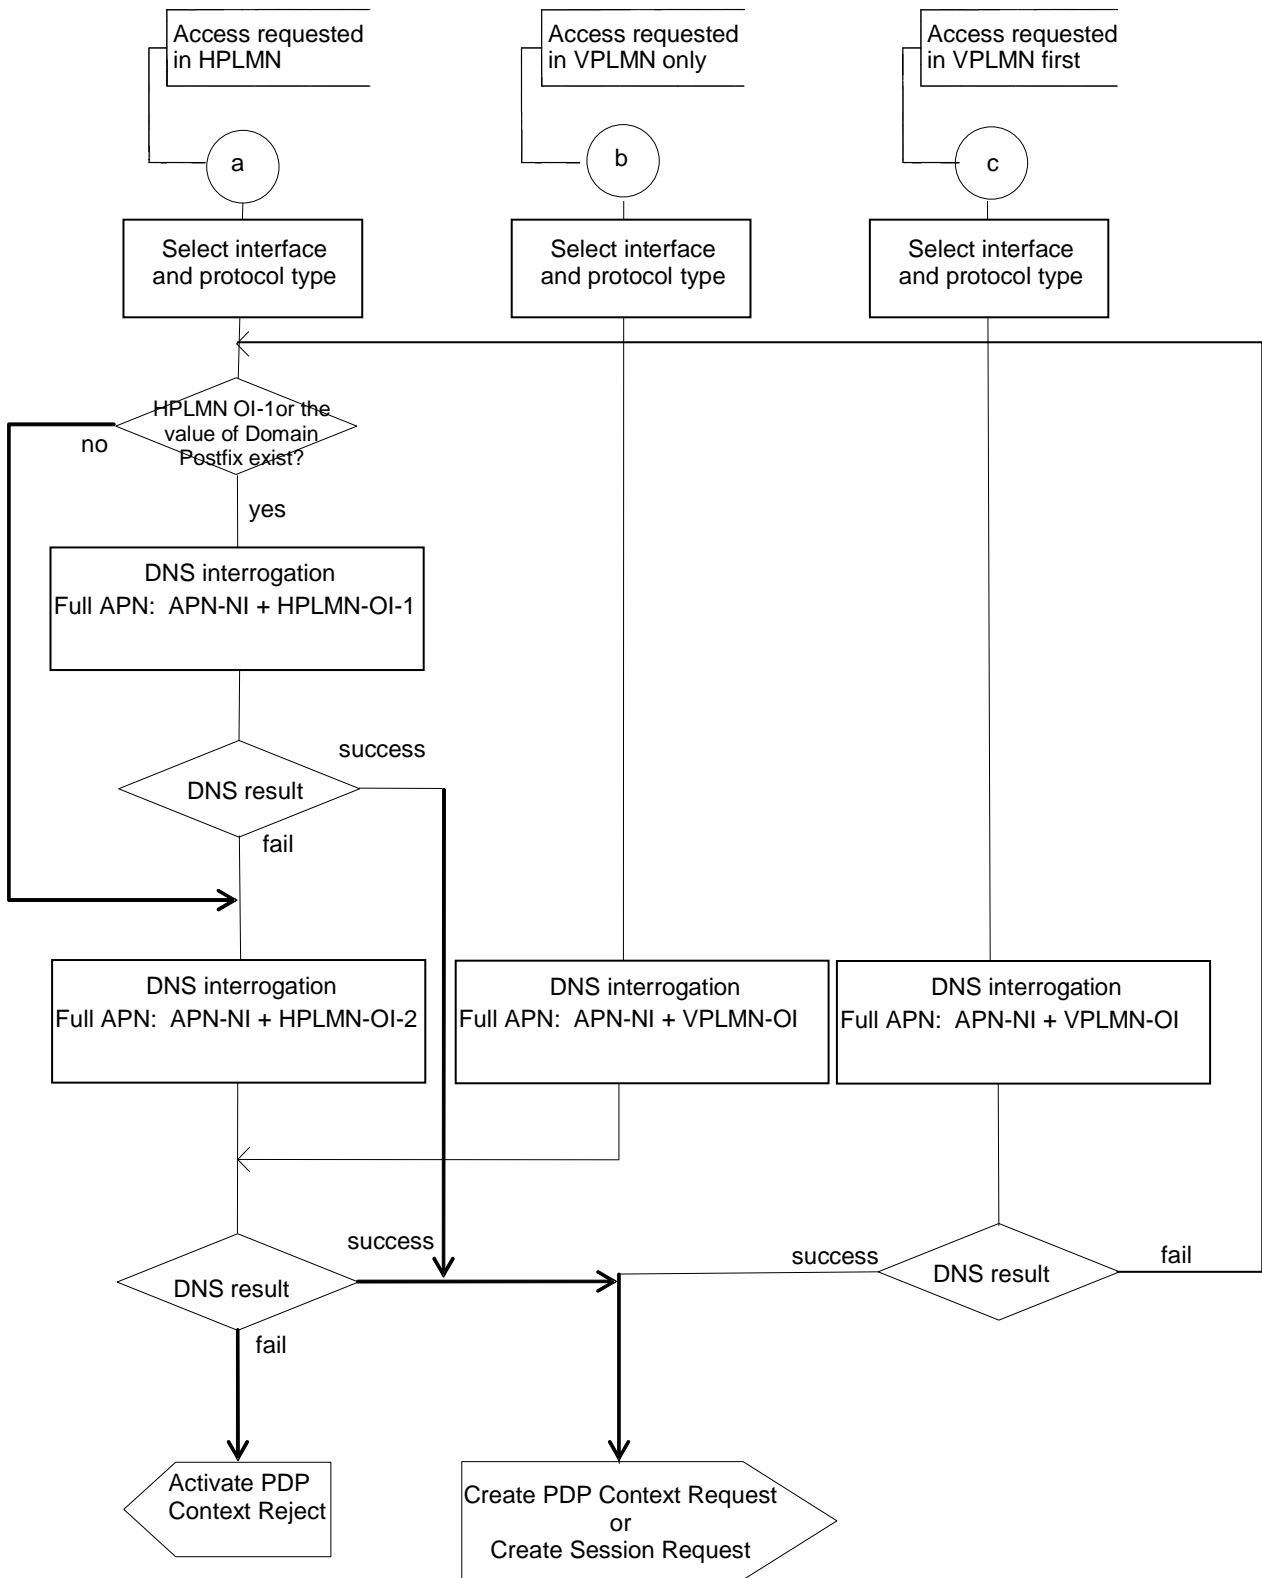 Access requested
in HPLMN
Access requested
in VPLMN only
Access requested
in VPLMN first
a
b
c
Select interface
and protocol type
Select interface
and protocol type
Select interface
and protocol type
HPLMN OI-1or the
value of Domain
Postfix exist?
no
yes
DNS interrogation
Full APN: APN-NI + HPLMN-OI-1
success
DNS result
fail
DNS interrogation
Full APN: APN-NI + HPLMN-OI-2
DNS interrogation
Full APN: APN-NI + VPLMN-OI
DNS interrogation
Full APN: APN-NI + VPLMN-OI
success
DNS result
fail
success
DNS result
fail
Activate PDP
Context Reject
Create PDP Context Request
or
Create Session Request